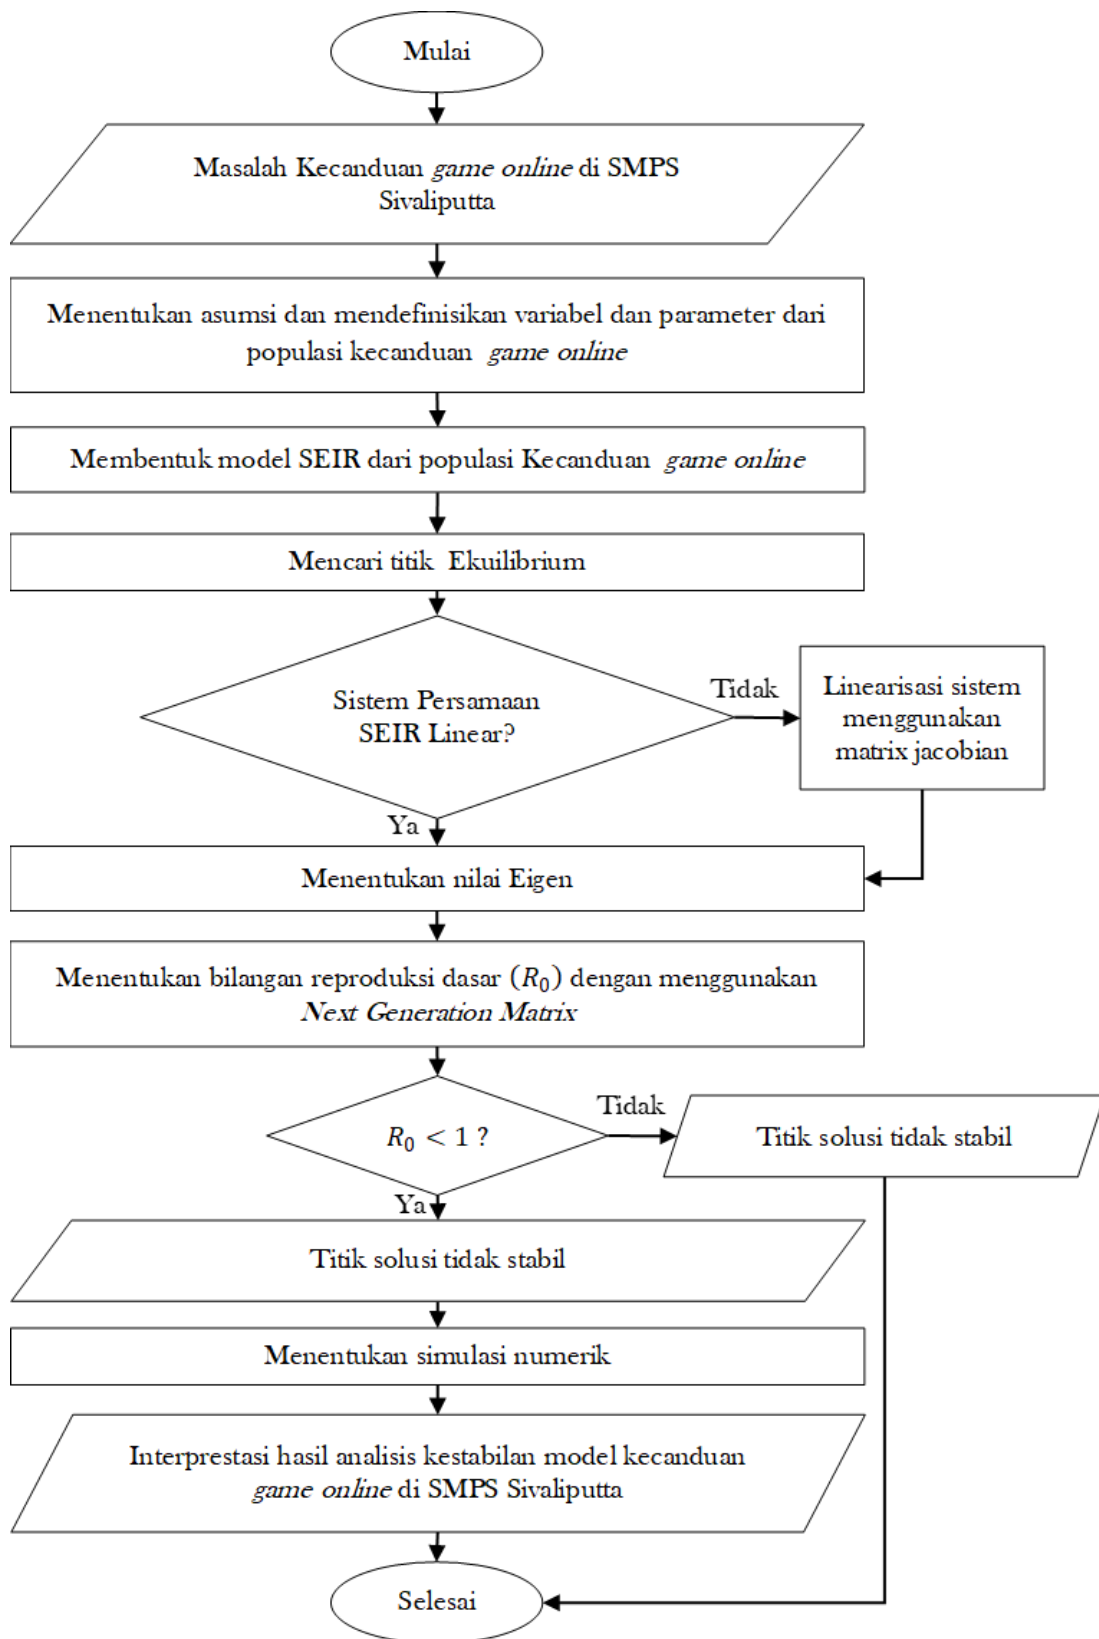 Mulai
Masalah Kecanduan game online di SMPS
Sivaliputta
Menentukan asumsi dan mendefinisikan variabel dan parameter dari
populasi kecanduan game online
Membentuk model SEIR dari populasi Kecanduan game online
Mencari titik Ekuilibrium
Sistem Persamaan
SEIR Linear?
Tidak
Linearisasi sistem
menggunakan
matrix jacobian
Ya
Menentukan nilai Eigen
Menentukan bilangan reproduksi dasar (R₀) dengan menggunakan
Next Generation Matrix
R₀ < 1 ?
Tidak
Titik solusi tidak stabil
Ya
Titik solusi tidak stabil
Menentukan simulasi numerik
Interprestasi hasil analisis kestabilan model kecanduan
game online di SMPS Sivaliputta
Selesai